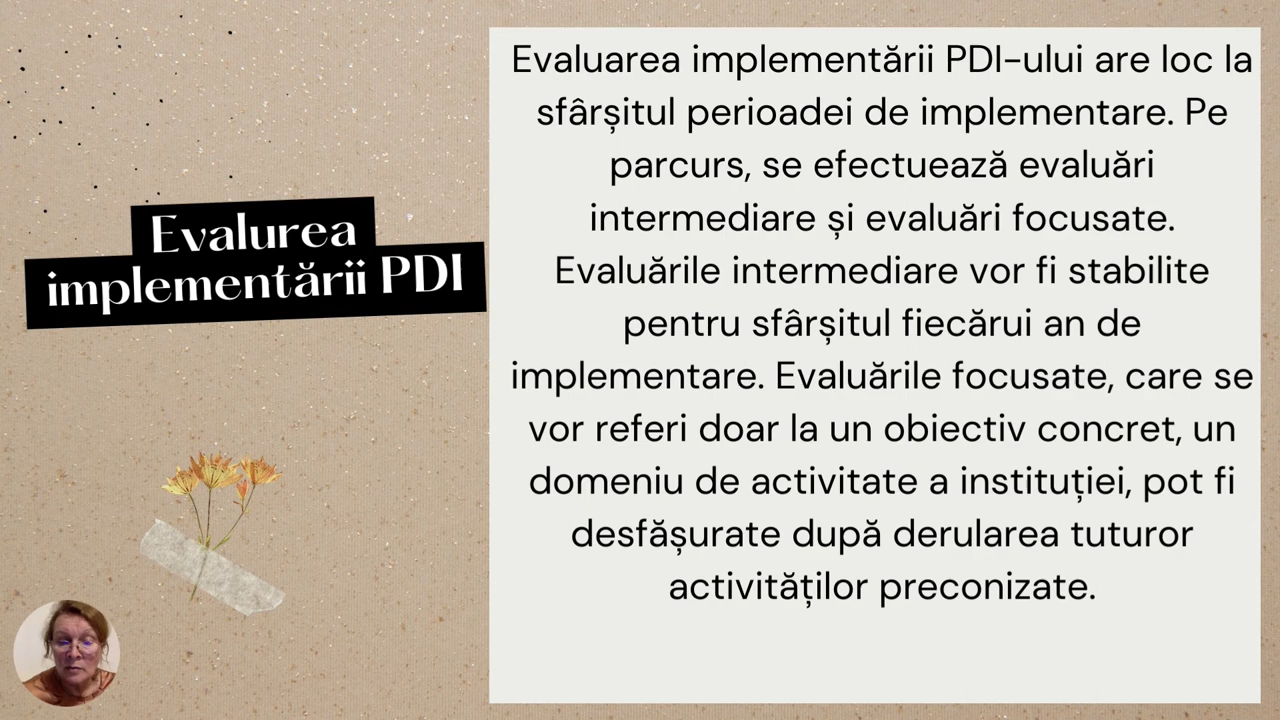 Evalurea
implementării PDI
Evaluarea implementării PDI-ului are loc la
sfârșitul perioadei de implementare. Pe
parcurs, se efectuează evaluări
intermediare și evaluări focusate.
Evaluările intermediare vor fi stabilite
pentru sfârșitul fiecărui an de
implementare. Evaluările focusate, care se
vor referi doar la un obiectiv concret, un
domeniu de activitate a instituției, pot fi
desfășurate după derularea tuturor
activităților preconizate.